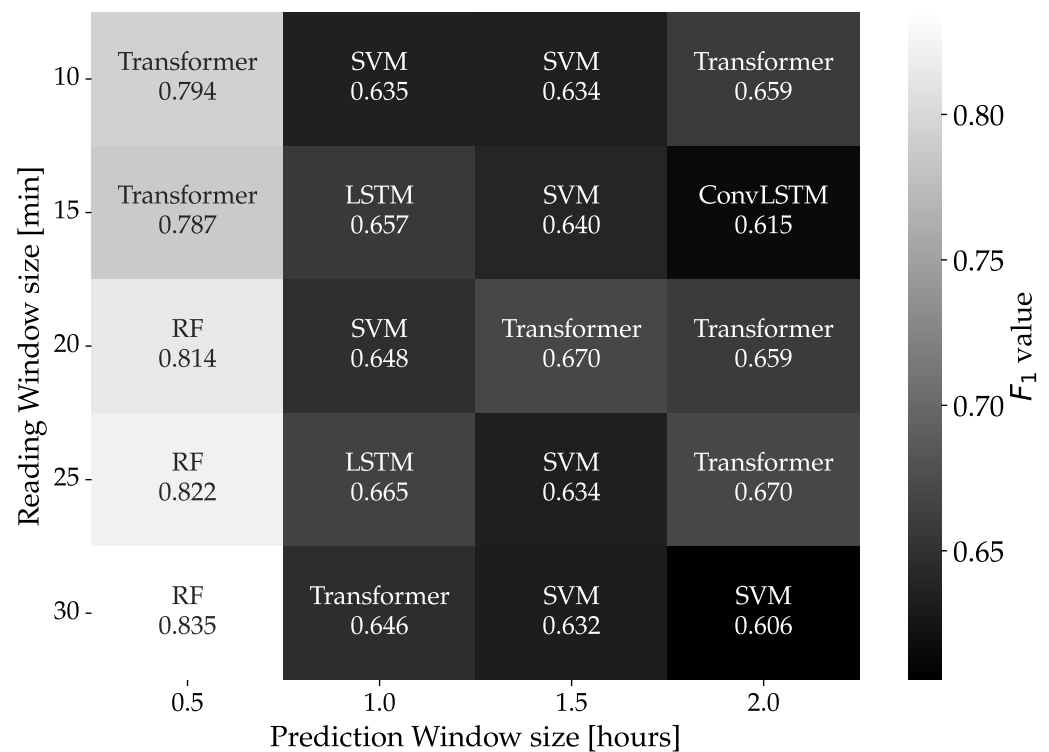 Reading Window size [min]
10
Transformer
0.794
SVM
0.635
SVM
0.634
Transformer
0.659
15
Transformer
0.787
LSTM
0.657
SVM
0.640
ConvLSTM
0.615
20
RF
0.814
SVM
0.648
Transformer
0.670
Transformer
0.659
25
RF
0.822
LSTM
0.665
SVM
0.634
Transformer
0.670
30
RF
0.835
Transformer
0.646
SVM
0.632
SVM
0.606
0.5
1.0
1.5
2.0
Prediction Window size [hours]
0.80
0.75
0.70
0.65
F₁ value